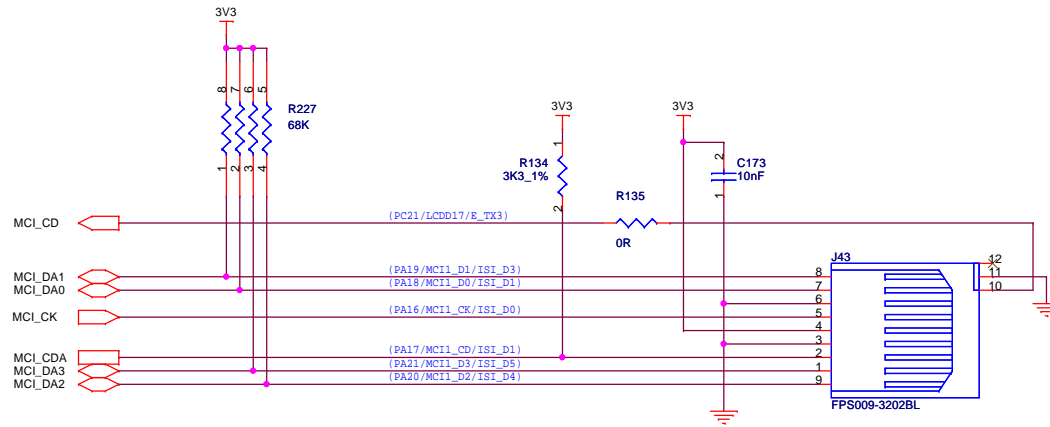 3V3
8
7
6
5
R227
68K
1
2
3
4
3V3
1
R134
3K3_1%
2
3V3
2
C173
10nF
1
R135
0R
MCI_CD
(PC21/LCDD17/E_TX3)
MCI_DA1
(PA19/MCI1_D1/ISI_D3)
MCI_DA0
(PA18/MCI1_D0/ISI_D1)
MCI_CK
(PA16/MCI1_CK/ISI_D0)
MCI_CDA
(PA17/MCI1_CD/ISI_D1)
MCI_DA3
(PA21/MCI1_D3/ISI_D5)
MCI_DA2
(PA20/MCI1_D2/ISI_D4)
J43
8
7
6
5
4
3
2
1
9
12
11
10
FPS009-3202BL